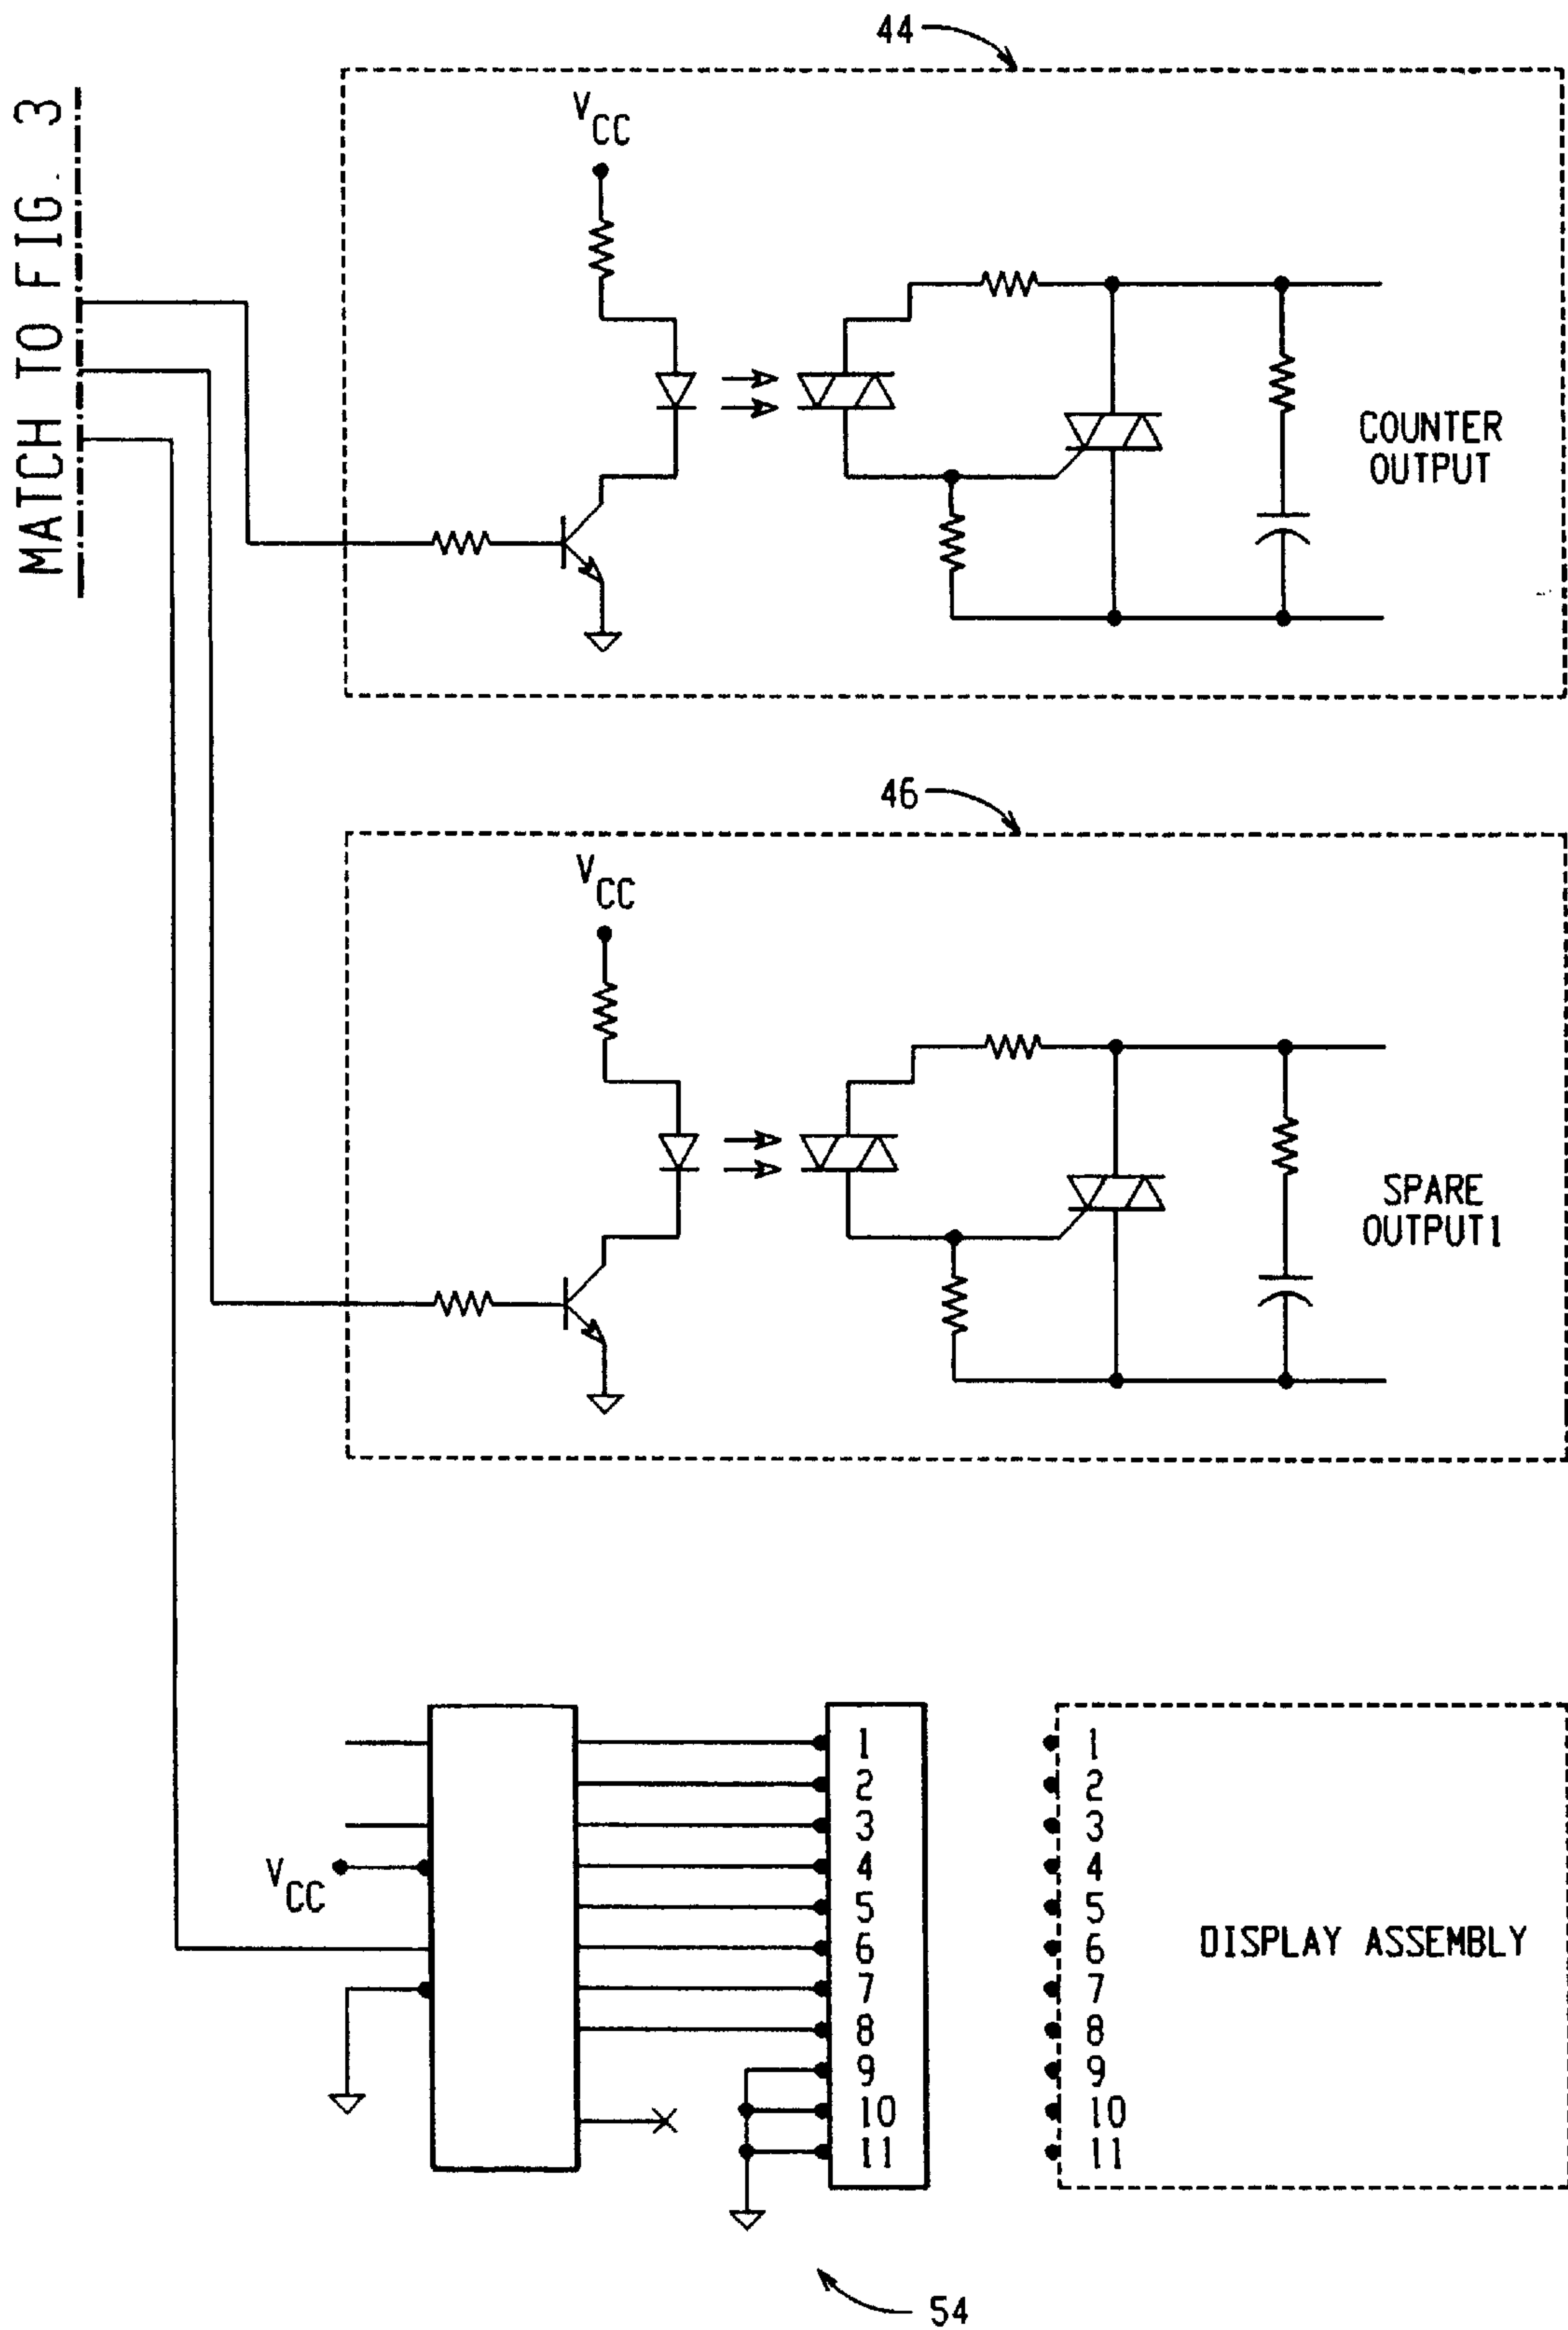 MATCH TO FIG. 3
44
VCC
COUNTER
OUTPUT
46
VCC
SPARE
OUTPUT1
VCC
1
2
3
4
5
6
7
8
9
10
11
1
2
3
4
5
6
7
8
9
10
11
DISPLAY ASSEMBLY
54